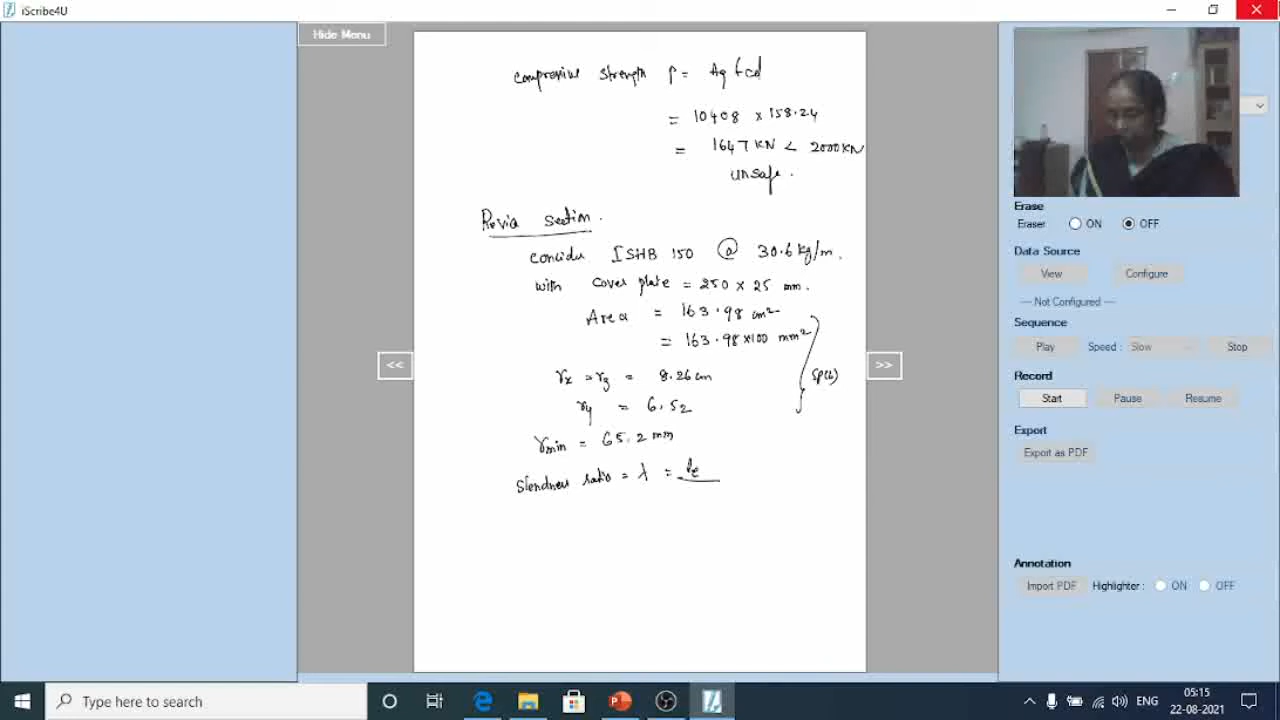 iScribe4U
Hide Menu
compressive strength P = Ag fcd
= 10408 × 158.24
= 1647 KN < 2000KN
unsafe.
Revise section.
Consider ISHB 150 @ 30.6 kg/m.
with cover plate = 250 × 25 mm.
Area = 163.98 cm²
= 163.98×100 mm²
rx = rz = 8.26 cm
ry = 6.52
SP(6)
rmin = 65.2 mm
Slenderness ratio = λ = le
<<
>>
Erase
Eraser ON OFF
Data Source
View Configure
--- Not Configured ---
Sequence
Play Speed : Slow Stop
Record
Start Pause Resume
Export
Export as PDF
Annotation
Import PDF Highlighter : ON OFF
Type here to search
ENG
05:15
22-08-2021